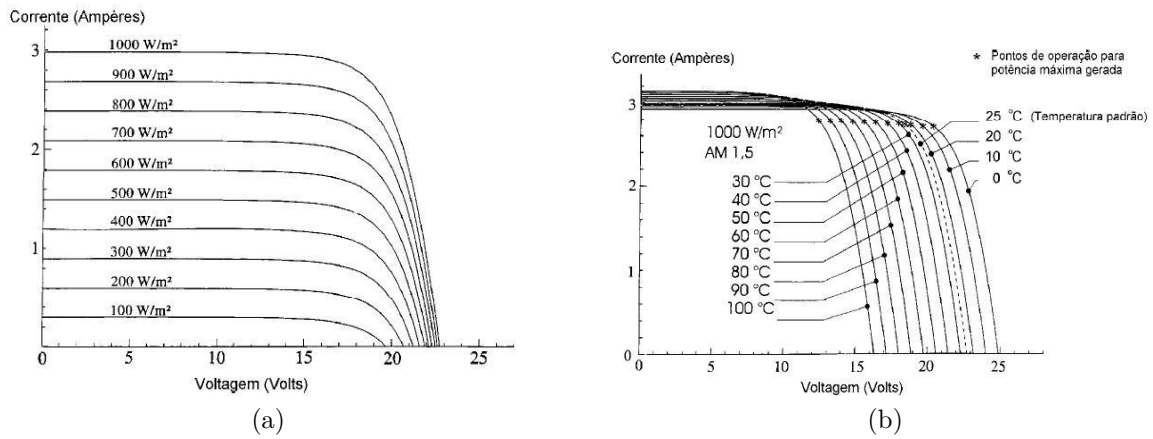 Corrente (Ampères)
3
2
1
0
1000 W/m²
900 W/m²
800 W/m²
700 W/m²
600 W/m²
500 W/m²
400 W/m²
300 W/m²
200 W/m²
100 W/m²
5
10
15
20
25
Voltagem (Volts)
(a)
Corrente (Ampères)
* Pontos de operação para
potência máxima gerada
3
2
1
0
1000 W/m²
AM 1,5
25 °C (Temperatura padrão)
20 °C
10 °C
0 °C
30 °C
40 °C
50 °C
60 °C
70 °C
80 °C
90 °C
100 °C
0
5
10
15
20
25
Voltagem (Volts)
(b)